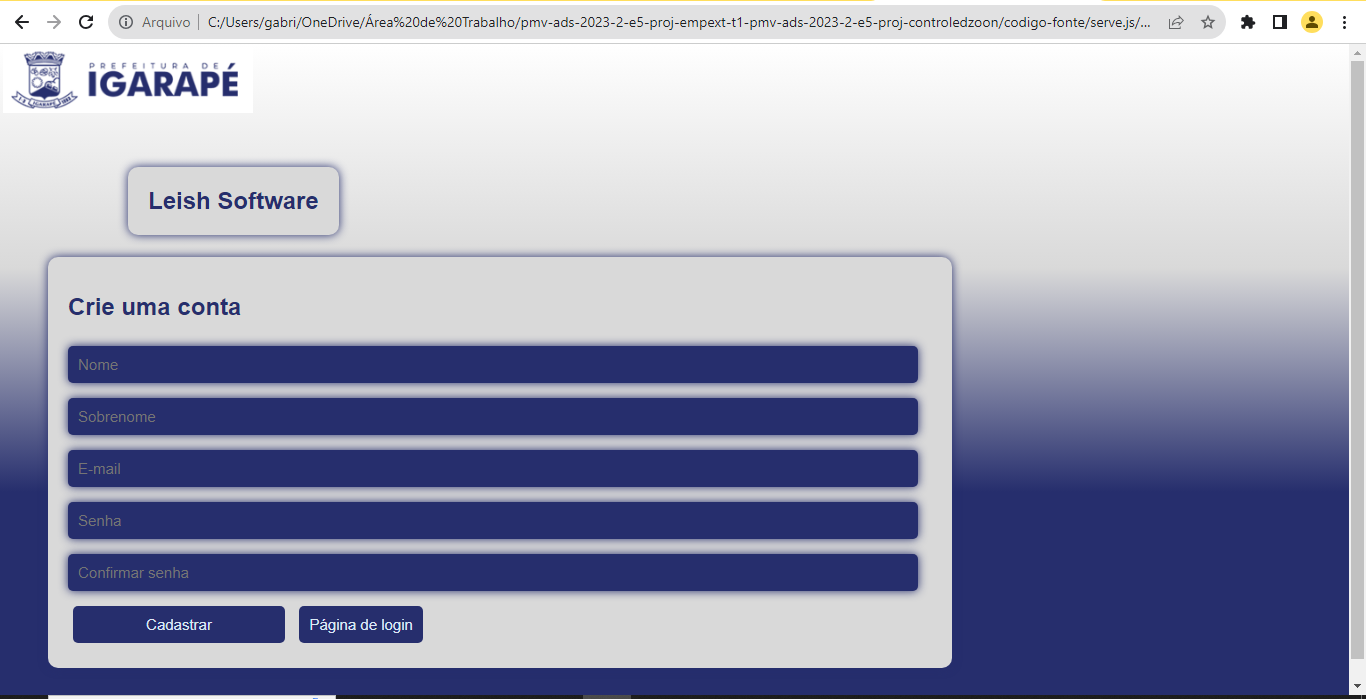 Arquivo
C:/Users/gabri/OneDrive/Área%20de%20Trabalho/pmv-ads-2023-2-e5-proj-empext-t1-pmv-ads-2023-2-e5-proj-controledzoon/codigo-fonte/serve.js/...
PREFEITURA DE
IGARAPÉ
IGARAPÉ
Leish Software
Crie uma conta
Nome
Sobrenome
E-mail
Senha
Confirmar senha
Cadastrar Página de login